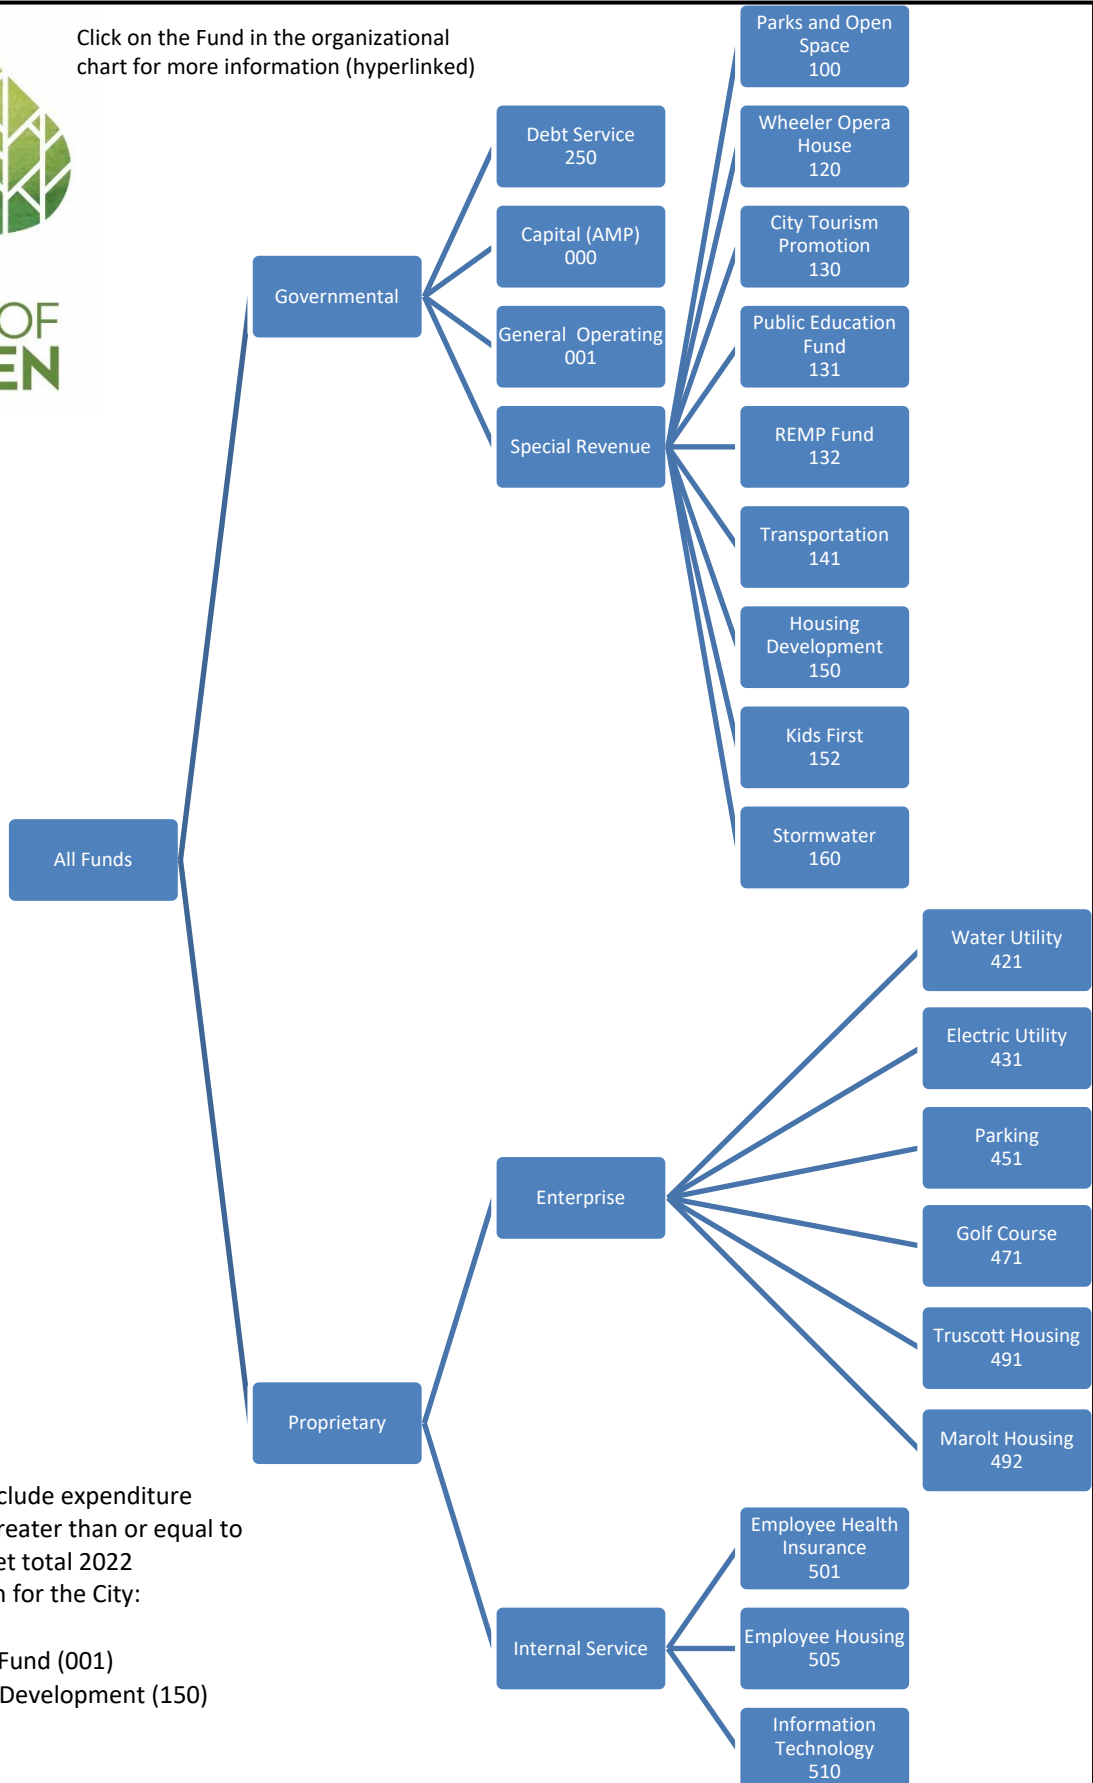 Click on the Fund in the organizational
chart for more information (hyperlinked)
OF
All Funds
Governmental
Debt Service
250
Capital (AMP)
000
General  Operating
001
Special Revenue
Parks and Open
Space
100
Wheeler Opera
House
120
City Tourism
Promotion
130
Public Education
Fund
131
REMP Fund
132
Transportation
141
Housing
Development
150
Kids First
152
Stormwater
160
Proprietary
Enterprise
Water Utility
421
Electric Utility
431
Parking
451
Golf Course
471
Truscott Housing
491
Marolt Housing
492
Internal Service
Employee Health
Insurance
501
Employee Housing
505
Information
Technology
510
expenditure
than or equal to
total 2022
for the City:
Fund (001)
Development (150)